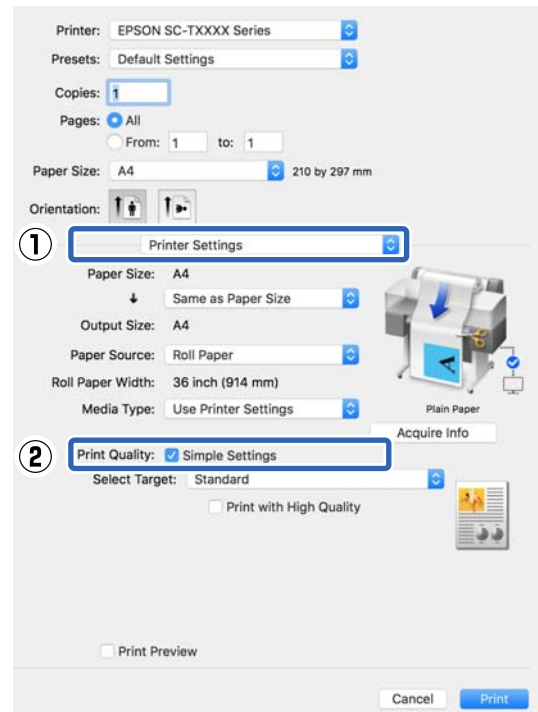 Printer: EPSON SC-TXXXX Series
Presets: Default Settings
Copies: 1
Pages: All
From: 1 to: 1
Paper Size: A4 210 by 297 mm
Orientation:
1 Printer Settings
Paper Size: A4
Same as Paper Size
Output Size: A4
Paper Source: Roll Paper
Roll Paper Width: 36 inch (914 mm)
Media Type: Use Printer Settings
Plain Paper
Acquire Info
2 Print Quality: Simple Settings
Select Target: Standard
Print with High Quality
Print Preview
Cancel Print